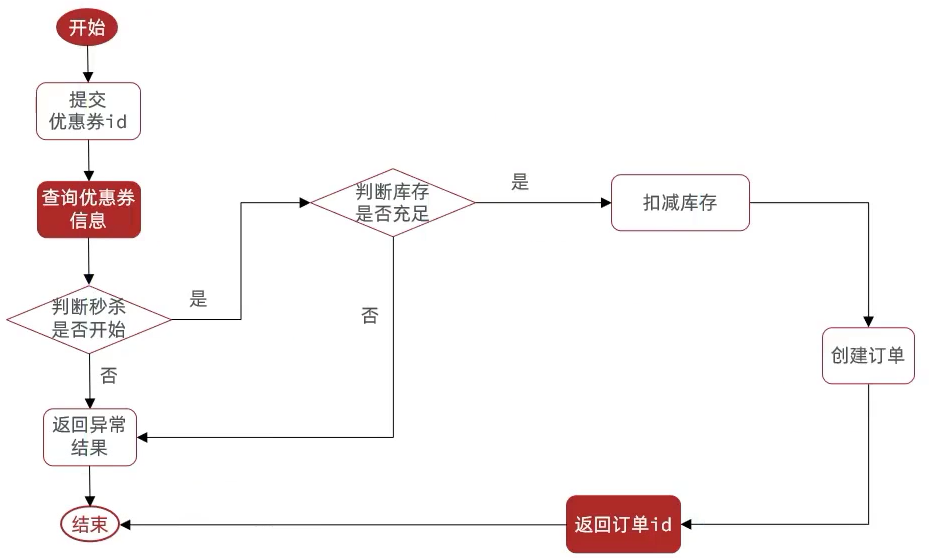 开始
提交
优惠券id
查询优惠券
信息
判断秒杀
是否开始
是
否
判断库存
是否充足
是
否
扣减库存
创建订单
返回异常
结果
返回订单id
结束